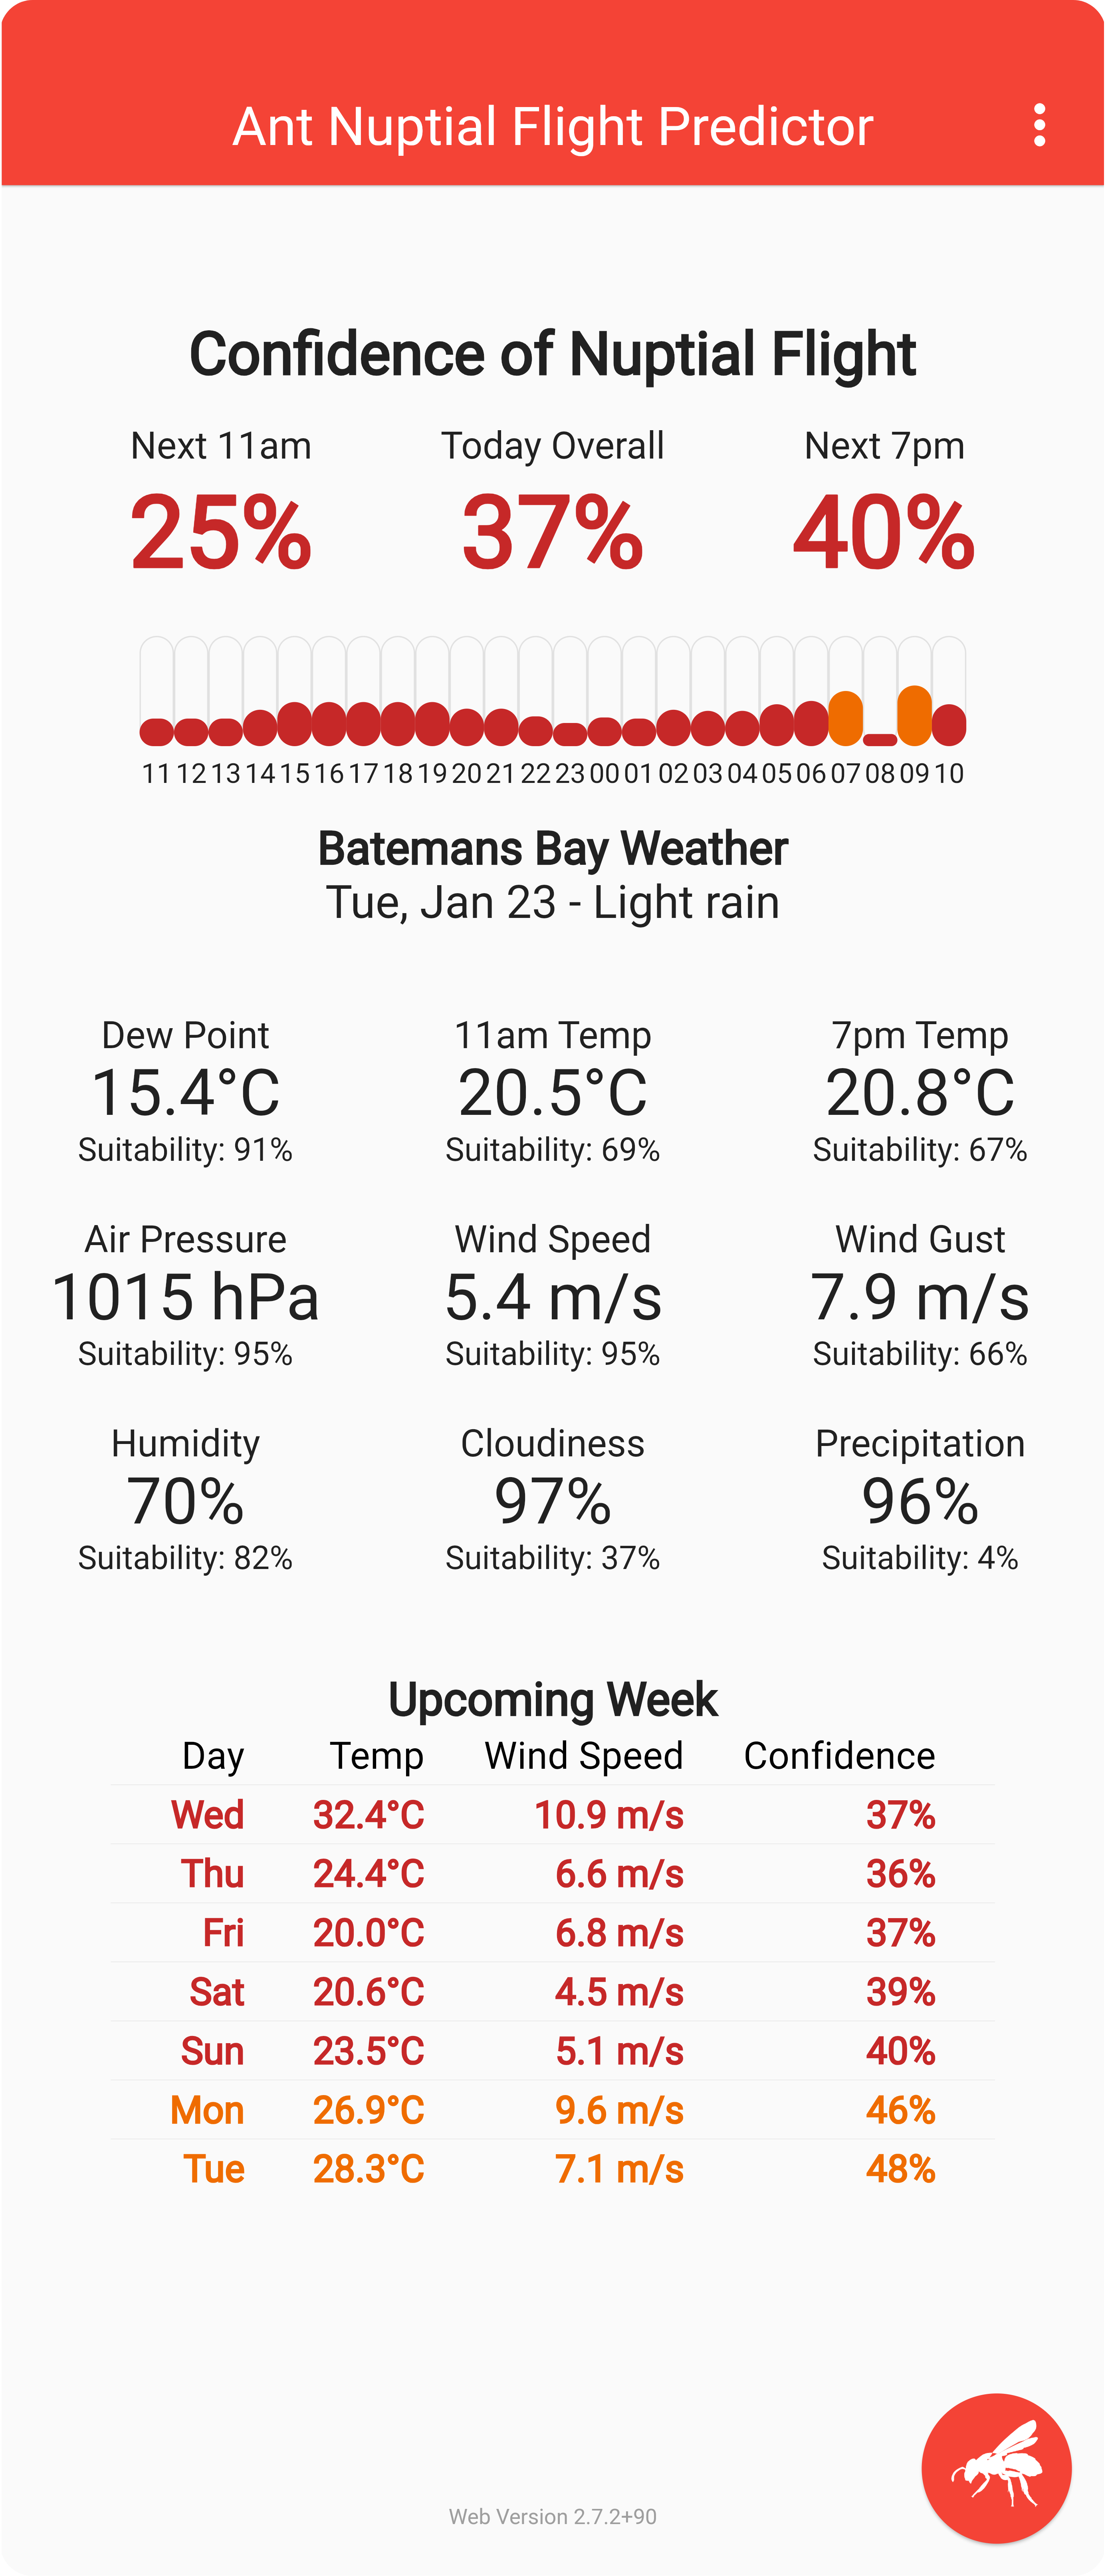 Ant Nuptial Flight Predictor
Confidence of Nuptial Flight
Next 11am Today Overall Next 7pm
25% 37% 40%
11 12 13 14 15 16 17 18 19 20 21 22 23 00 01 02 03 04 05 06 07 08 09 10
Batemans Bay Weather
Tue, Jan 23 - Light rain
Dew Point 11am Temp 7pm Temp
15.4°C 20.5°C 20.8°C
Suitability: 91% Suitability: 69% Suitability: 67%
Air Pressure Wind Speed Wind Gust
1015 hPa 5.4 m/s 7.9 m/s
Suitability: 95% Suitability: 95% Suitability: 66%
Humidity Cloudiness Precipitation
70% 97% 96%
Suitability: 82% Suitability: 37% Suitability: 4%
Upcoming Week
Day Temp Wind Speed Confidence
Wed 32.4°C 10.9 m/s 37%
Thu 24.4°C 6.6 m/s 36%
Fri 20.0°C 6.8 m/s 37%
Sat 20.6°C 4.5 m/s 39%
Sun 23.5°C 5.1 m/s 40%
Mon 26.9°C 9.6 m/s 46%
Tue 28.3°C 7.1 m/s 48%
Web Version 2.7.2+90